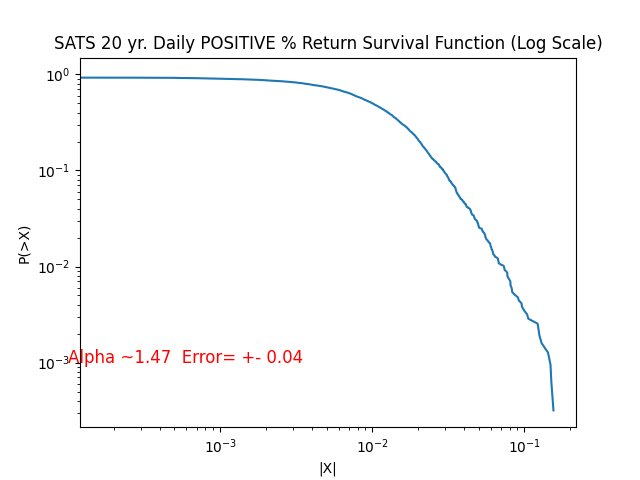 SATS 20 yr. Daily POSITIVE % Return Survival Function (Log Scale)
10⁰
10⁻¹
10⁻²
10⁻³
P(>X)
Alpha ~1.47  Error= +- 0.04
10⁻³ 10⁻² 10⁻¹
|X|